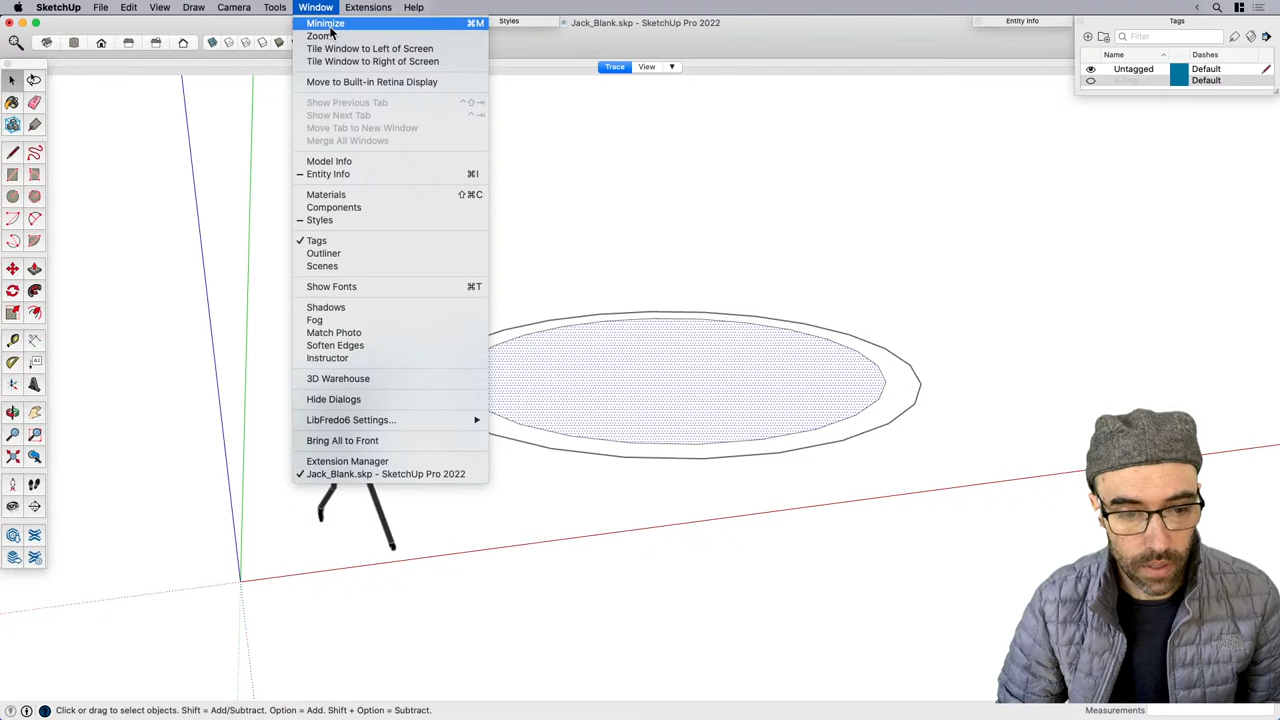 SketchUp File Edit View Draw Camera Tools Window Extensions Help
Styles
Jack_Blank.skp - SketchUp Pro 2022
Entity Info
Tags
Filter
Name Dashes
Untagged Default
Default
Trace View
Minimize ⌘M
Zoom
Tile Window to Left of Screen
Tile Window to Right of Screen
Move to Built-in Retina Display
Show Previous Tab ⌃⇧⇥
Show Next Tab ⌃⇥
Move Tab to New Window
Merge All Windows
Model Info
Entity Info ⌘I
Materials ⇧⌘C
Components
Styles
Tags
Outliner
Scenes
Show Fonts ⌘T
Shadows
Fog
Match Photo
Soften Edges
Instructor
3D Warehouse
Hide Dialogs
LibFredo6 Settings...
Bring All to Front
Extension Manager
Jack_Blank.skp - SketchUp Pro 2022
Click or drag to select objects. Shift = Add/Subtract. Option = Add. Shift + Option = Subtract.
Measurements